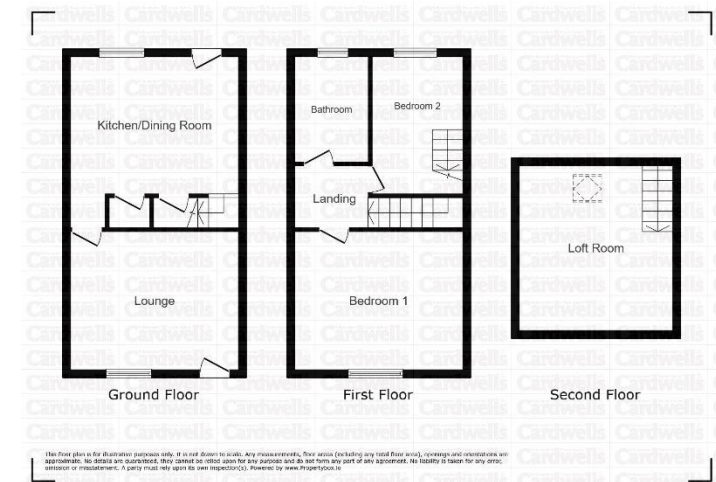 Kitchen/Dining Room
Lounge
Ground Floor
Bathroom
Bedroom 2
Landing
Bedroom 1
First Floor
Loft Room
Second Floor
This floor plan is for illustrative purposes only. It is not drawn to scale. Any measurements, floor areas (including any total floor area), openings and orientations are
approximate. No details are guaranteed, they cannot be relied upon for any purpose and do not form any part of any agreement. No liability is taken for any error,
omission or misstatement. A party must rely upon its own inspection(s). Powered by www.Propertybox.io
Cardwells